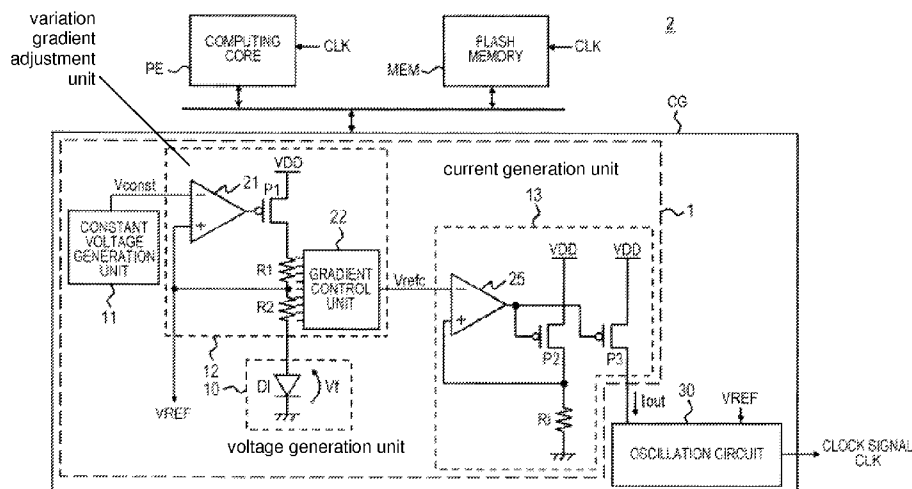 variation
gradient
adjustment
unit
COMPUTING
CORE
CLK
PE
FLASH
MEMORY
CLK
MEM
2
CG
current generation unit
VDD
Vconst
21
P1
13
1
CONSTANT
VOLTAGE
GENERATION
UNIT
11
22
R1
R2
GRADIENT
CONTROL
UNIT
Vrefc
25
VDD
VDD
P2
P3
12
10
DI
Vf
VREF
Ri
Iout
30
VREF
voltage generation unit
OSCILLATION CIRCUIT
CLOCK SIGNAL
CLK